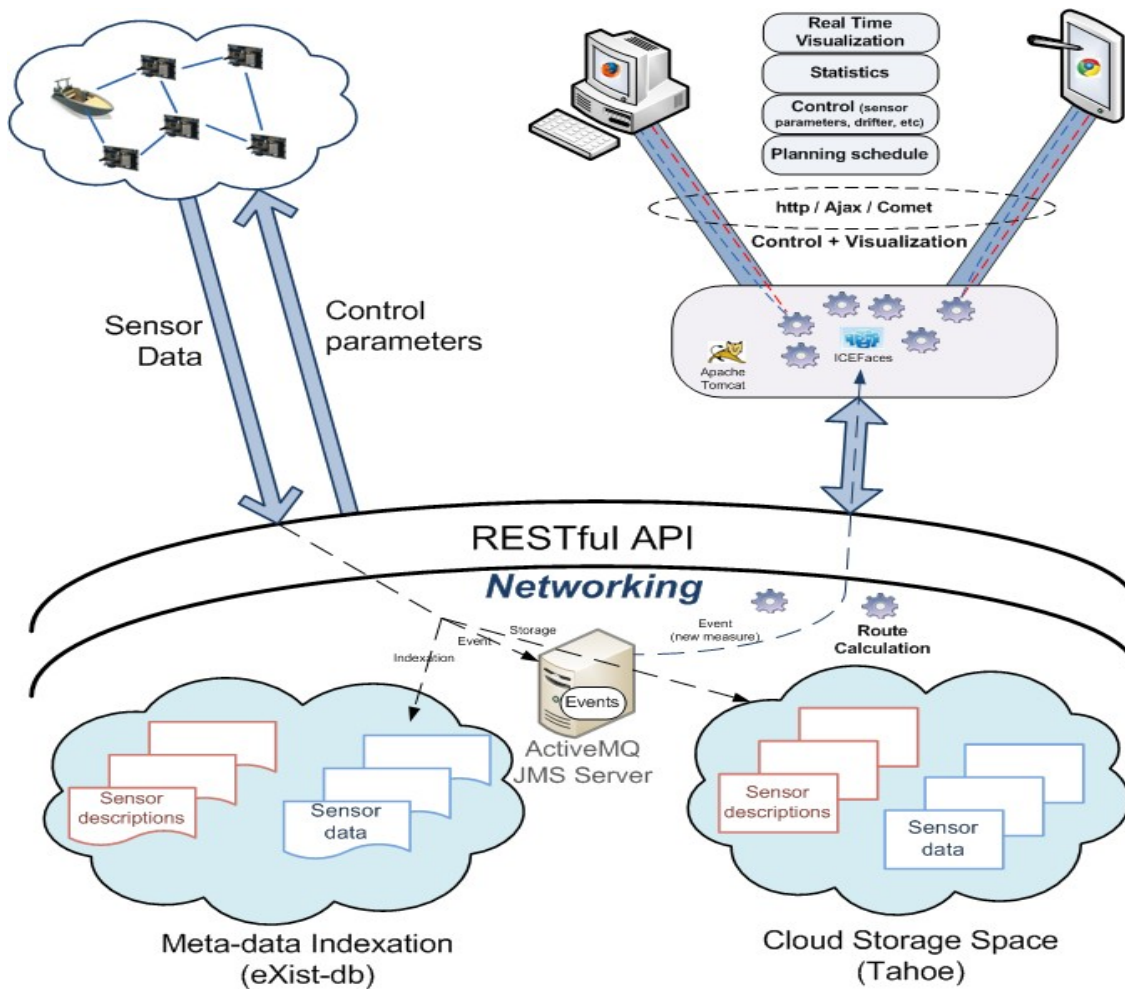 Real Time
Visualization
Statistics
Control (sensor
parameters, drifter, etc)
Planning schedule
http / Ajax / Comet
Control + Visualization
Sensor
Data
Control
parameters
Apache
Tomcat
ICEFaces
RESTful API
Networking
Event
(new measure)
Route
Calculation
Storage
Event
Indexation
Events
ActiveMQ
JMS Server
Sensor
descriptions
Sensor
data
Sensor
descriptions
Sensor
data
Meta-data Indexation
(eXist-db)
Cloud Storage Space
(Tahoe)